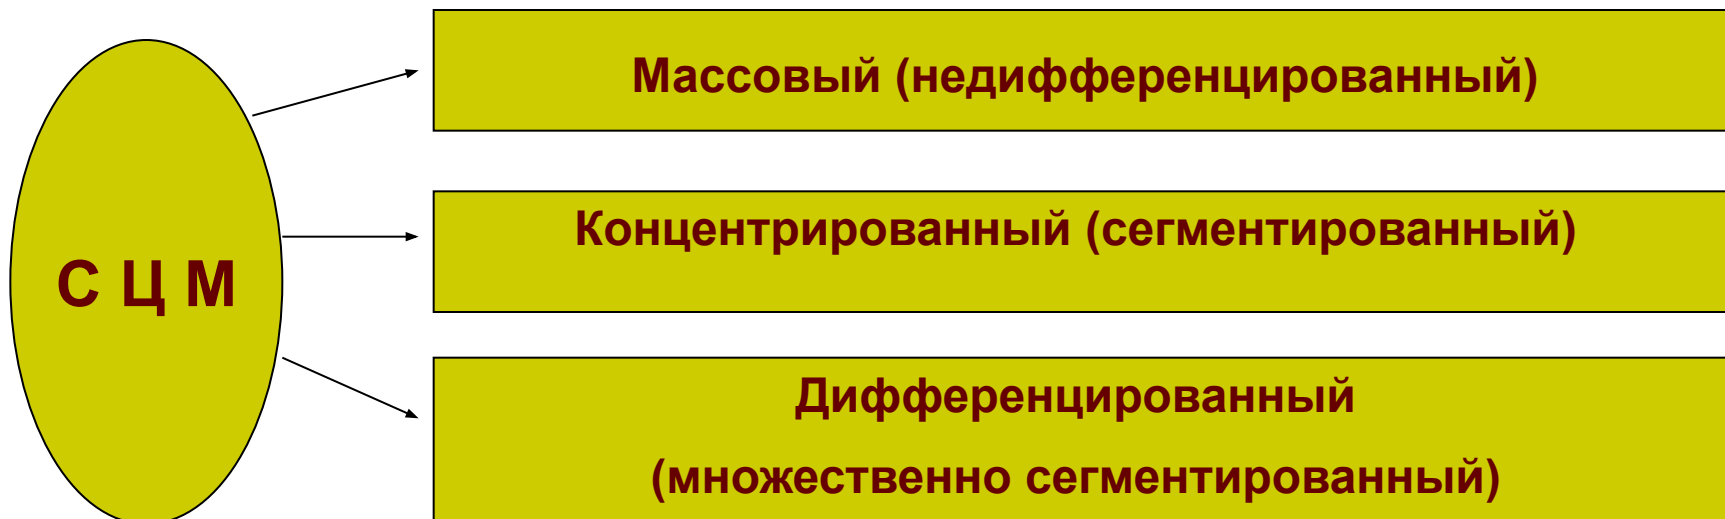 Массовый (недифференцированный)
Концентрированный (сегментированный)
С Ц М
Дифференцированный
(множественно сегментированный)